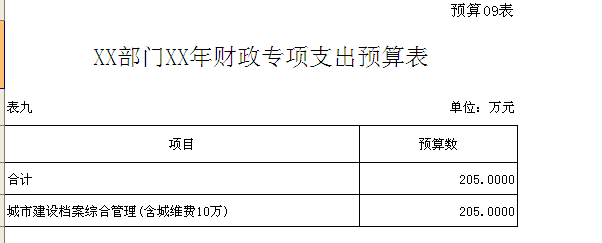 预算09表
XX部门XX年财政专项支出预算表
表九 单位：万元
项目 预算数
合计 205.0000
城市建设档案综合管理(含城维费10万) 205.0000